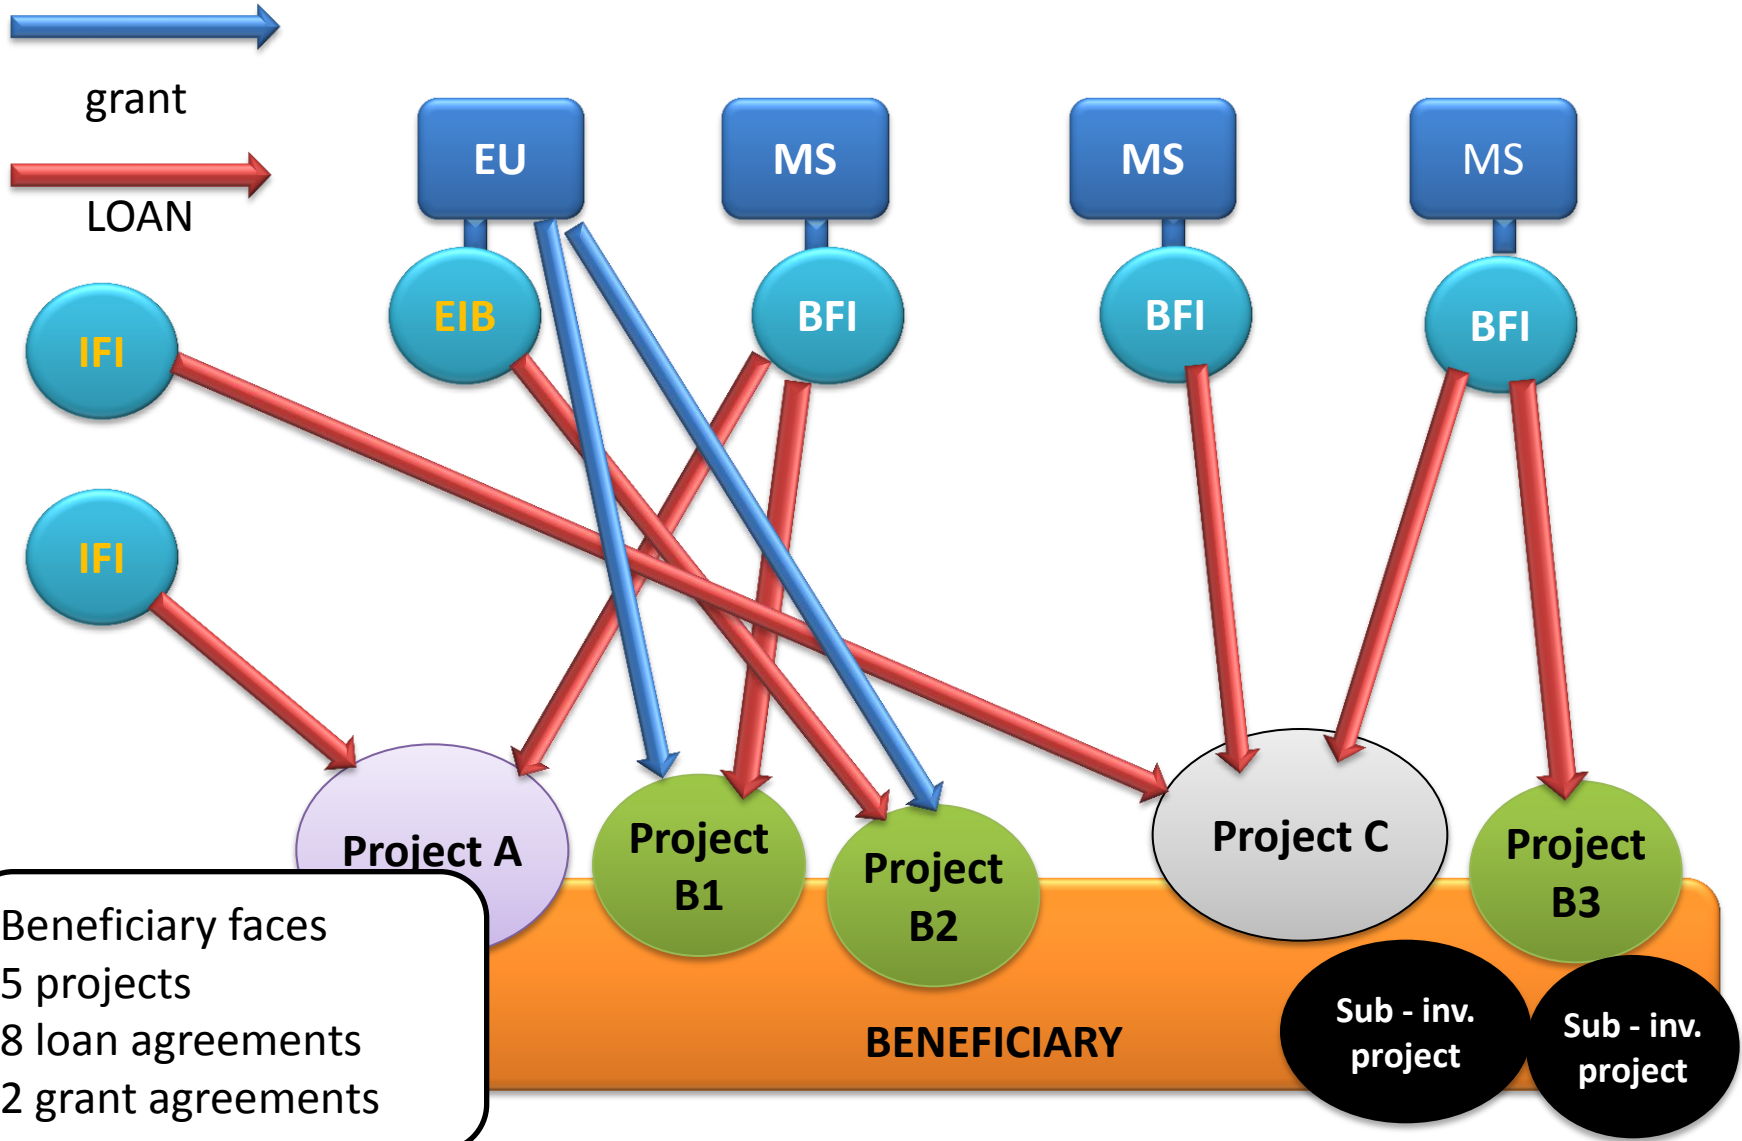 grant
LOAN
EU
MS
MS
MS
EIB
BFI
BFI
BFI
IFI
IFI
Project A
Project
B1
Project
B2
Project C
Project
B3
Beneficiary faces
5 projects
8 loan agreements
2 grant agreements
BENEFICIARY
Sub - inv.
project
Sub - inv.
project